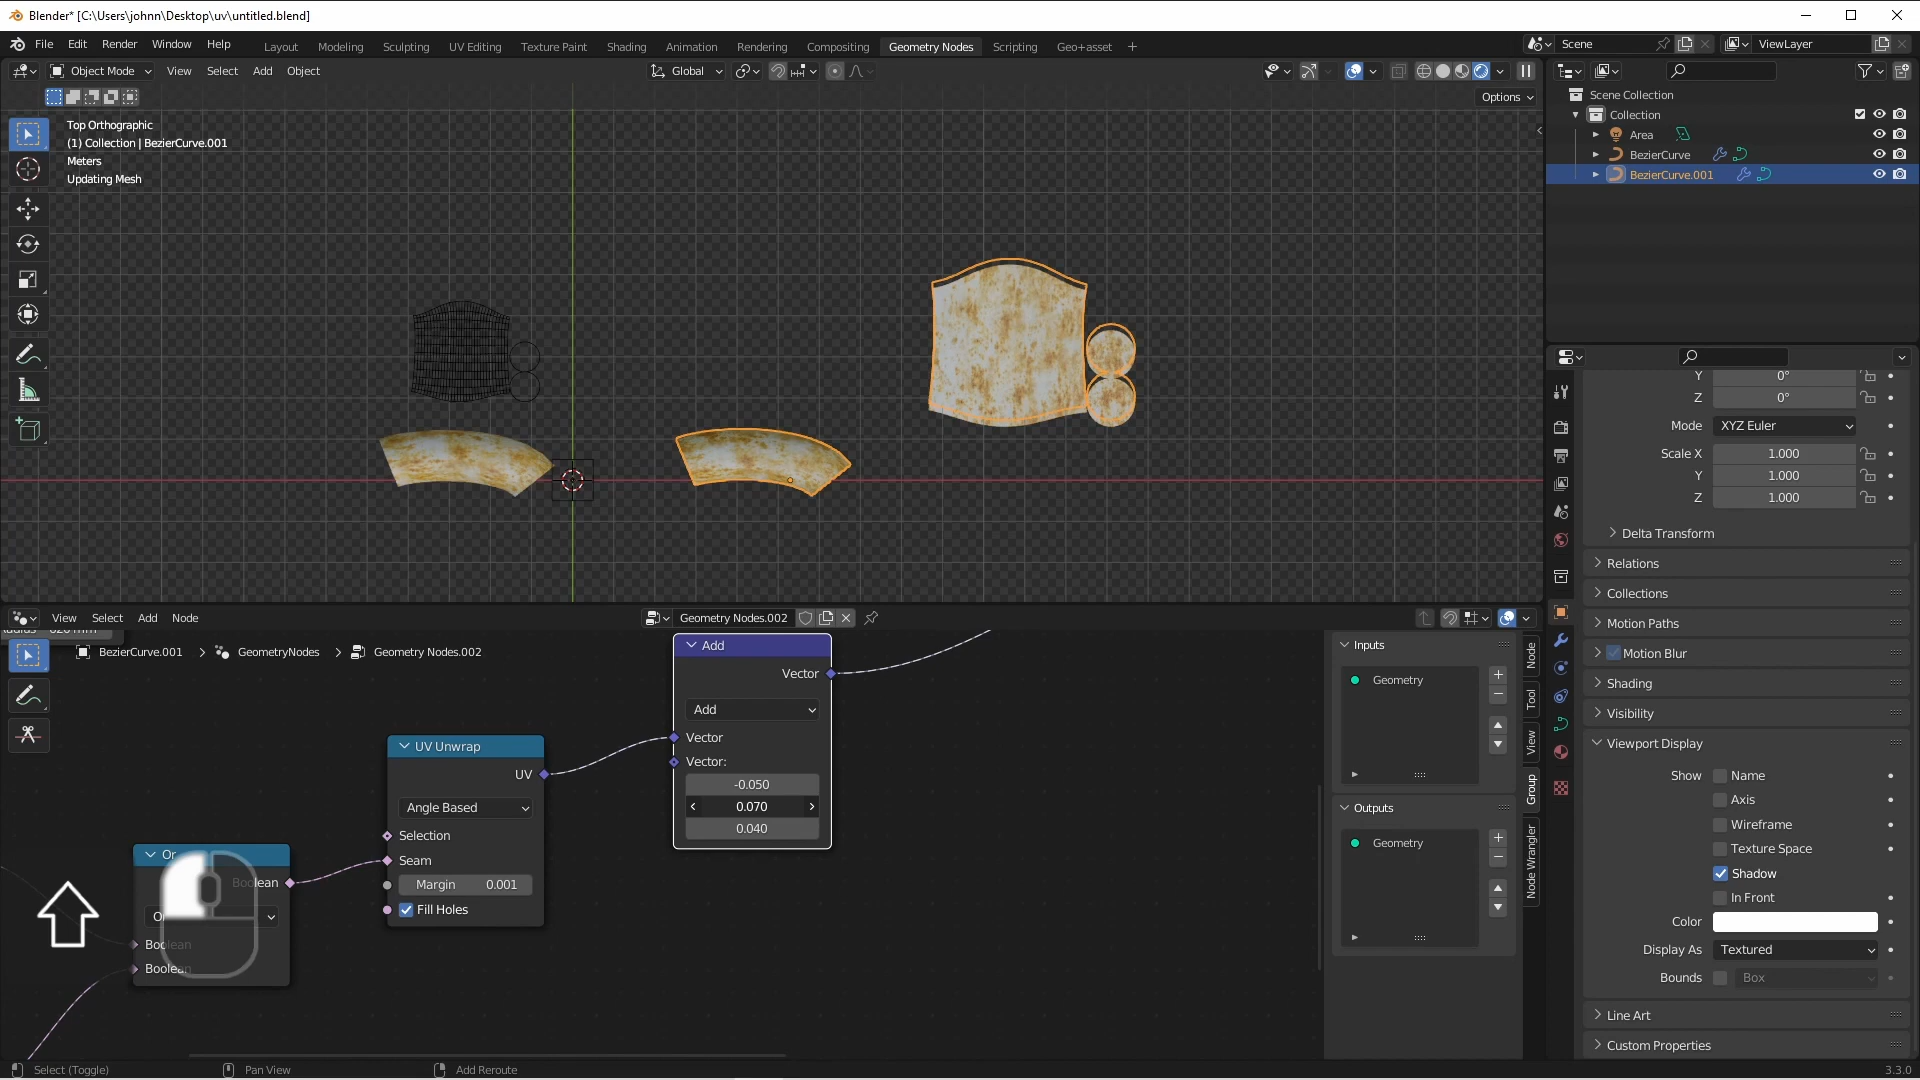 Blender* [C:\Users\johnn\Desktop\uv\untitled.blend]
File Edit Render Window Help
Layout Modeling Sculpting UV Editing Texture Paint Shading Animation Rendering Compositing Geometry Nodes Scripting Geo+asset +
Scene
ViewLayer
Object Mode View Select Add Object
Global
Options
Top Orthographic
(1) Collection | BezierCurve.001
Meters
Updating Mesh
Scene Collection
Collection
Area
BezierCurve
BezierCurve.001
Y 0°
Z 0°
Mode XYZ Euler
Scale X 1.000
Y 1.000
Z 1.000
Delta Transform
Relations
Collections
Motion Paths
Motion Blur
Shading
Visibility
Viewport Display
Show Name
Axis
Wireframe
Texture Space
Shadow
In Front
Color
Display As Textured
Bounds Box
Line Art
Custom Properties
View Select Add Node
Geometry Nodes.002
BezierCurve.001 > GeometryNodes > Geometry Nodes.002
Add
Vector
Add
Vector
Vector:
-0.050
0.070
0.040
UV Unwrap
UV
Angle Based
Selection
Seam
Margin 0.001
Fill Holes
Or
Boolean
Boolean
Boolean
Inputs
Geometry
Outputs
Geometry
Node
Tool
View
Group
Node Wrangler
Select (Toggle)
Pan View
Add Reroute
3.3.0